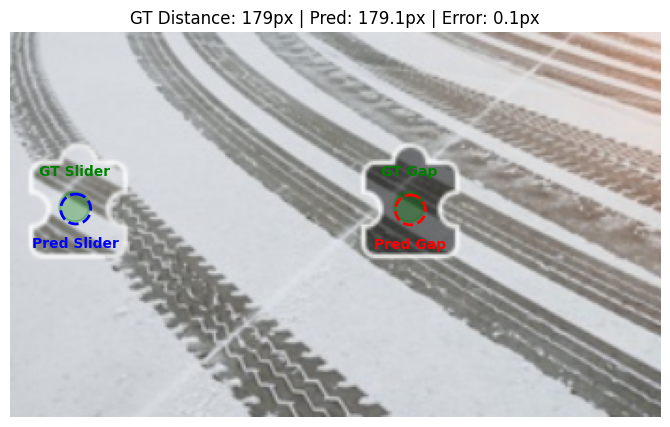 GT Distance: 179px | Pred: 179.1px | Error: 0.1px
GT Slider
GT Gap
Pred Slider
Pred Gap